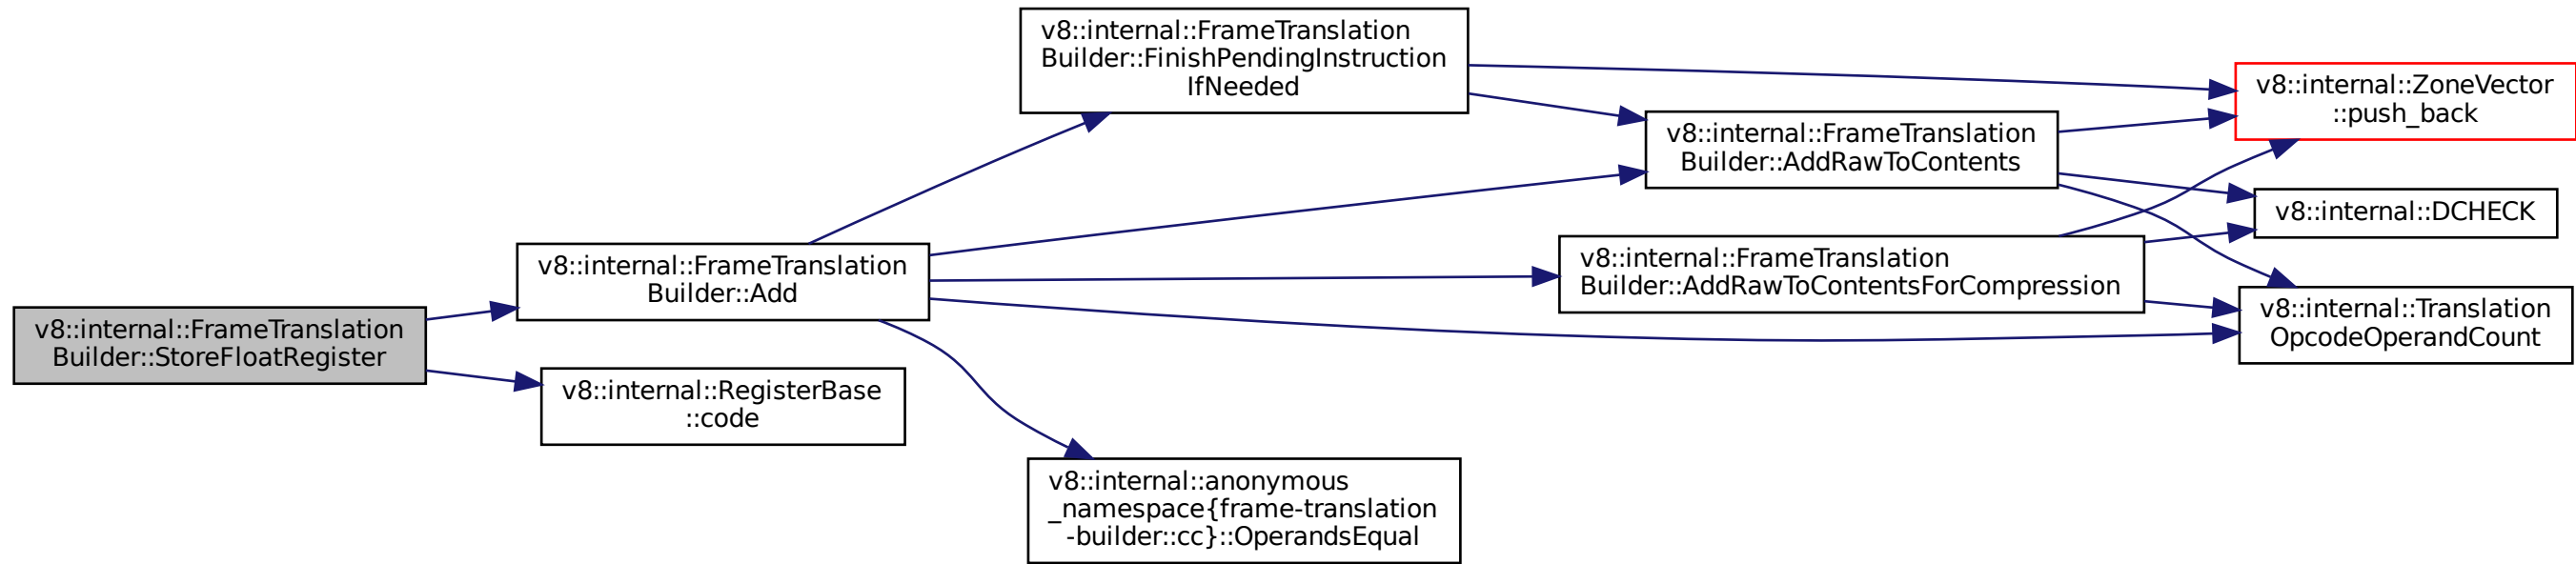 v8::internal::FrameTranslation
Builder::StoreFloatRegister
v8::internal::FrameTranslation
Builder::Add
v8::internal::RegisterBase
::code
v8::internal::FrameTranslation
Builder::FinishPendingInstruction
IfNeeded
v8::internal::anonymous
_namespace{frame-translation
-builder::cc}::OperandsEqual
v8::internal::FrameTranslation
Builder::AddRawToContents
v8::internal::FrameTranslation
Builder::AddRawToContentsForCompression
v8::internal::ZoneVector
::push_back
v8::internal::DCHECK
v8::internal::Translation
OpcodeOperandCount